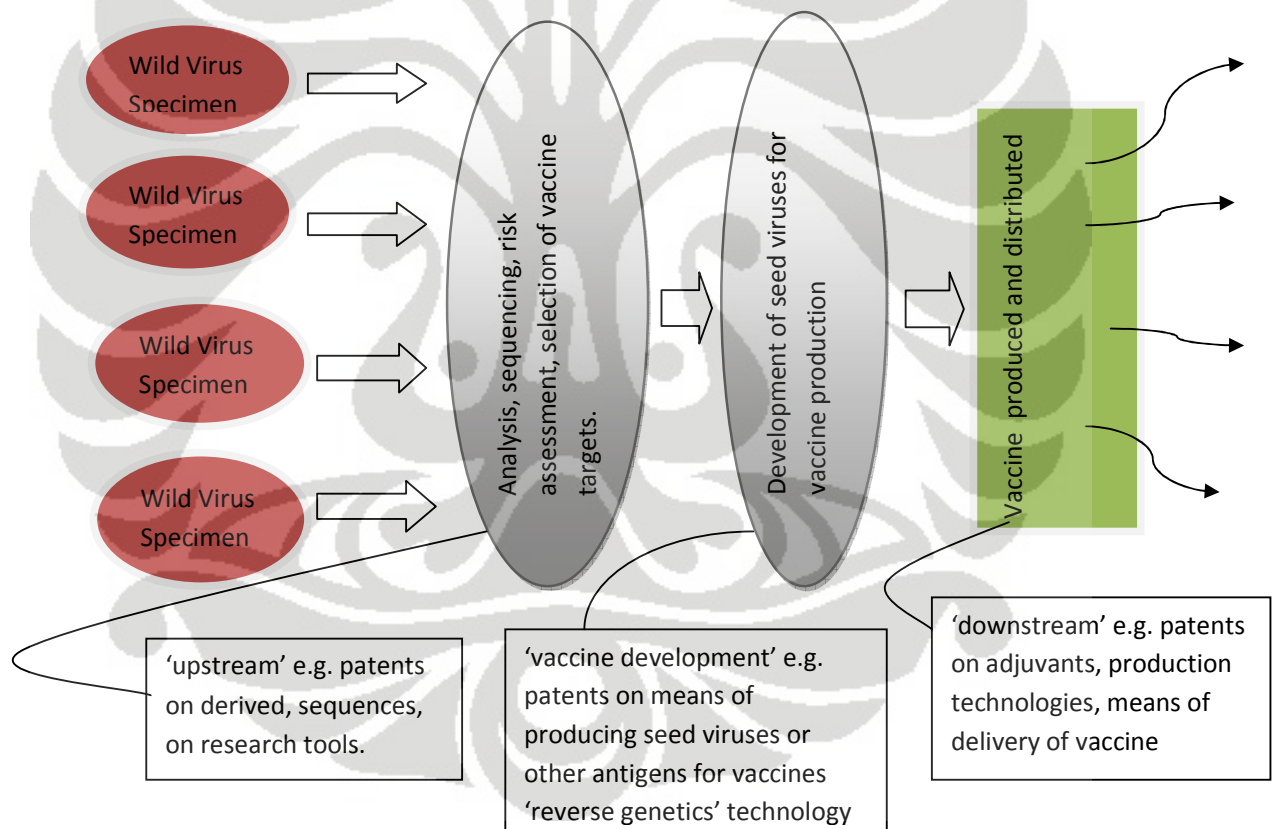 Wild Virus
Specimen
Wild Virus
Specimen
Wild Virus
Specimen
Wild Virus
Specimen
Analysis, sequencing, risk
assessment, selection of vaccine
targets.
Development of seed viruses for
vaccine production
Vaccine produced and distributed
‘upstream’ e.g. patents
on derived, sequences,
on research tools.
‘vaccine development’ e.g.
patents on means of
producing seed viruses or
other antigens for vaccines
‘reverse genetics’ technology
‘downstream’ e.g. patents
on adjuvants, production
technologies, means of
delivery of vaccine